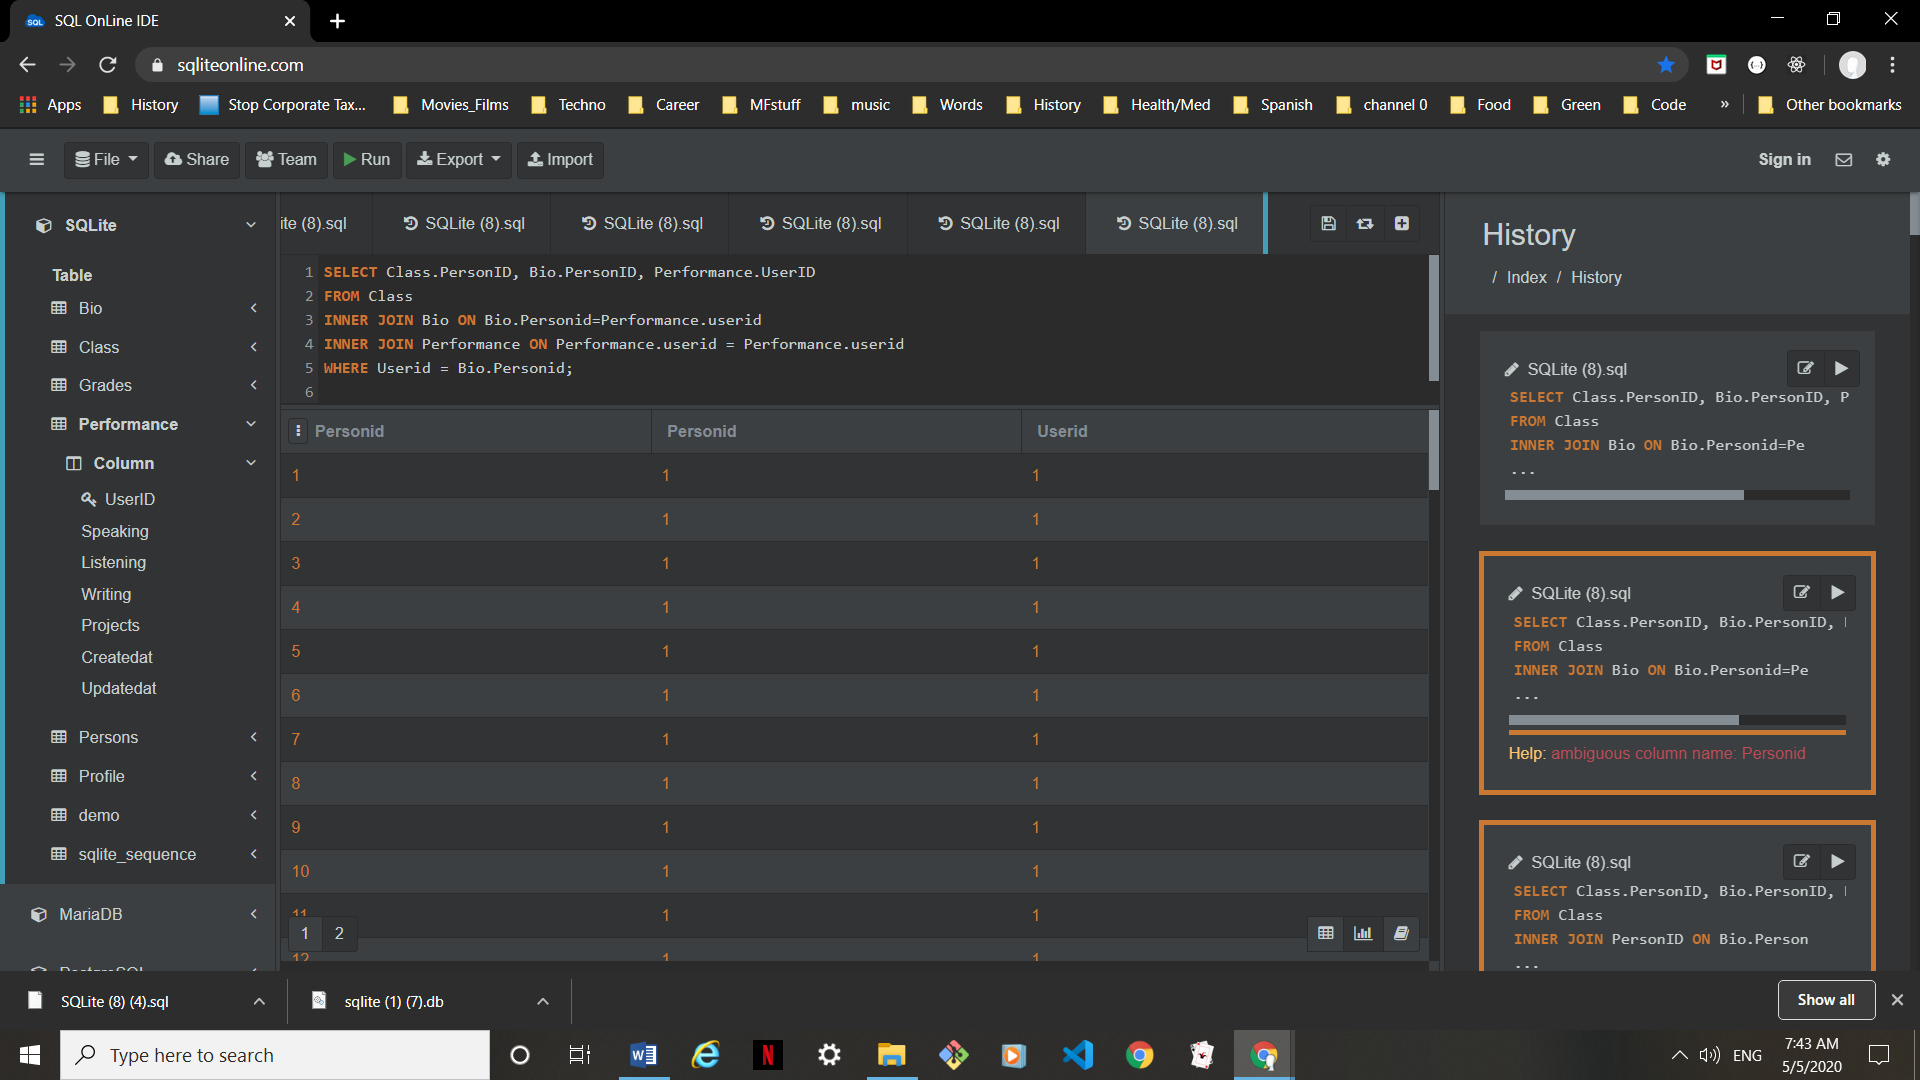 SQL OnLine IDE
sqliteonline.com
Apps History Stop Corporate Tax... Movies_Films Techno Career MFstuff music Words History Health/Med Spanish channel 0 Food Green Code » Other bookmarks
File Share Team Run Export Import Sign in
SQLite
Table
Bio
Class
Grades
Performance
Column
UserID
Speaking
Listening
Writing
Projects
Createdat
Updatedat
Persons
Profile
demo
sqlite_sequence
MariaDB
PostgreSQL
ite (8).sql SQLite (8).sql SQLite (8).sql SQLite (8).sql SQLite (8).sql SQLite (8).sql
1 SELECT Class.PersonID, Bio.PersonID, Performance.UserID
2 FROM Class
3 INNER JOIN Bio ON Bio.Personid=Performance.userid
4 INNER JOIN Performance ON Performance.userid = Performance.userid
5 WHERE Userid = Bio.Personid;
6
Personid Personid Userid
1 1 1
2 1 1
3 1 1
4 1 1
5 1 1
6 1 1
7 1 1
8 1 1
9 1 1
10 1 1
11 1 1
12 1 1
1 2
History
/ Index / History
SQLite (8).sql
SELECT Class.PersonID, Bio.PersonID, P
FROM Class
INNER JOIN Bio ON Bio.Personid=Pe
...
SQLite (8).sql
SELECT Class.PersonID, Bio.PersonID,
FROM Class
INNER JOIN Bio ON Bio.Personid=Pe
...
Help: ambiguous column name: Personid
SQLite (8).sql
SELECT Class.PersonID, Bio.PersonID,
FROM Class
INNER JOIN PersonID ON Bio.Person
...
SQLite (8) (4).sql sqlite (1) (7).db Show all
Type here to search
ENG
7:43 AM
5/5/2020